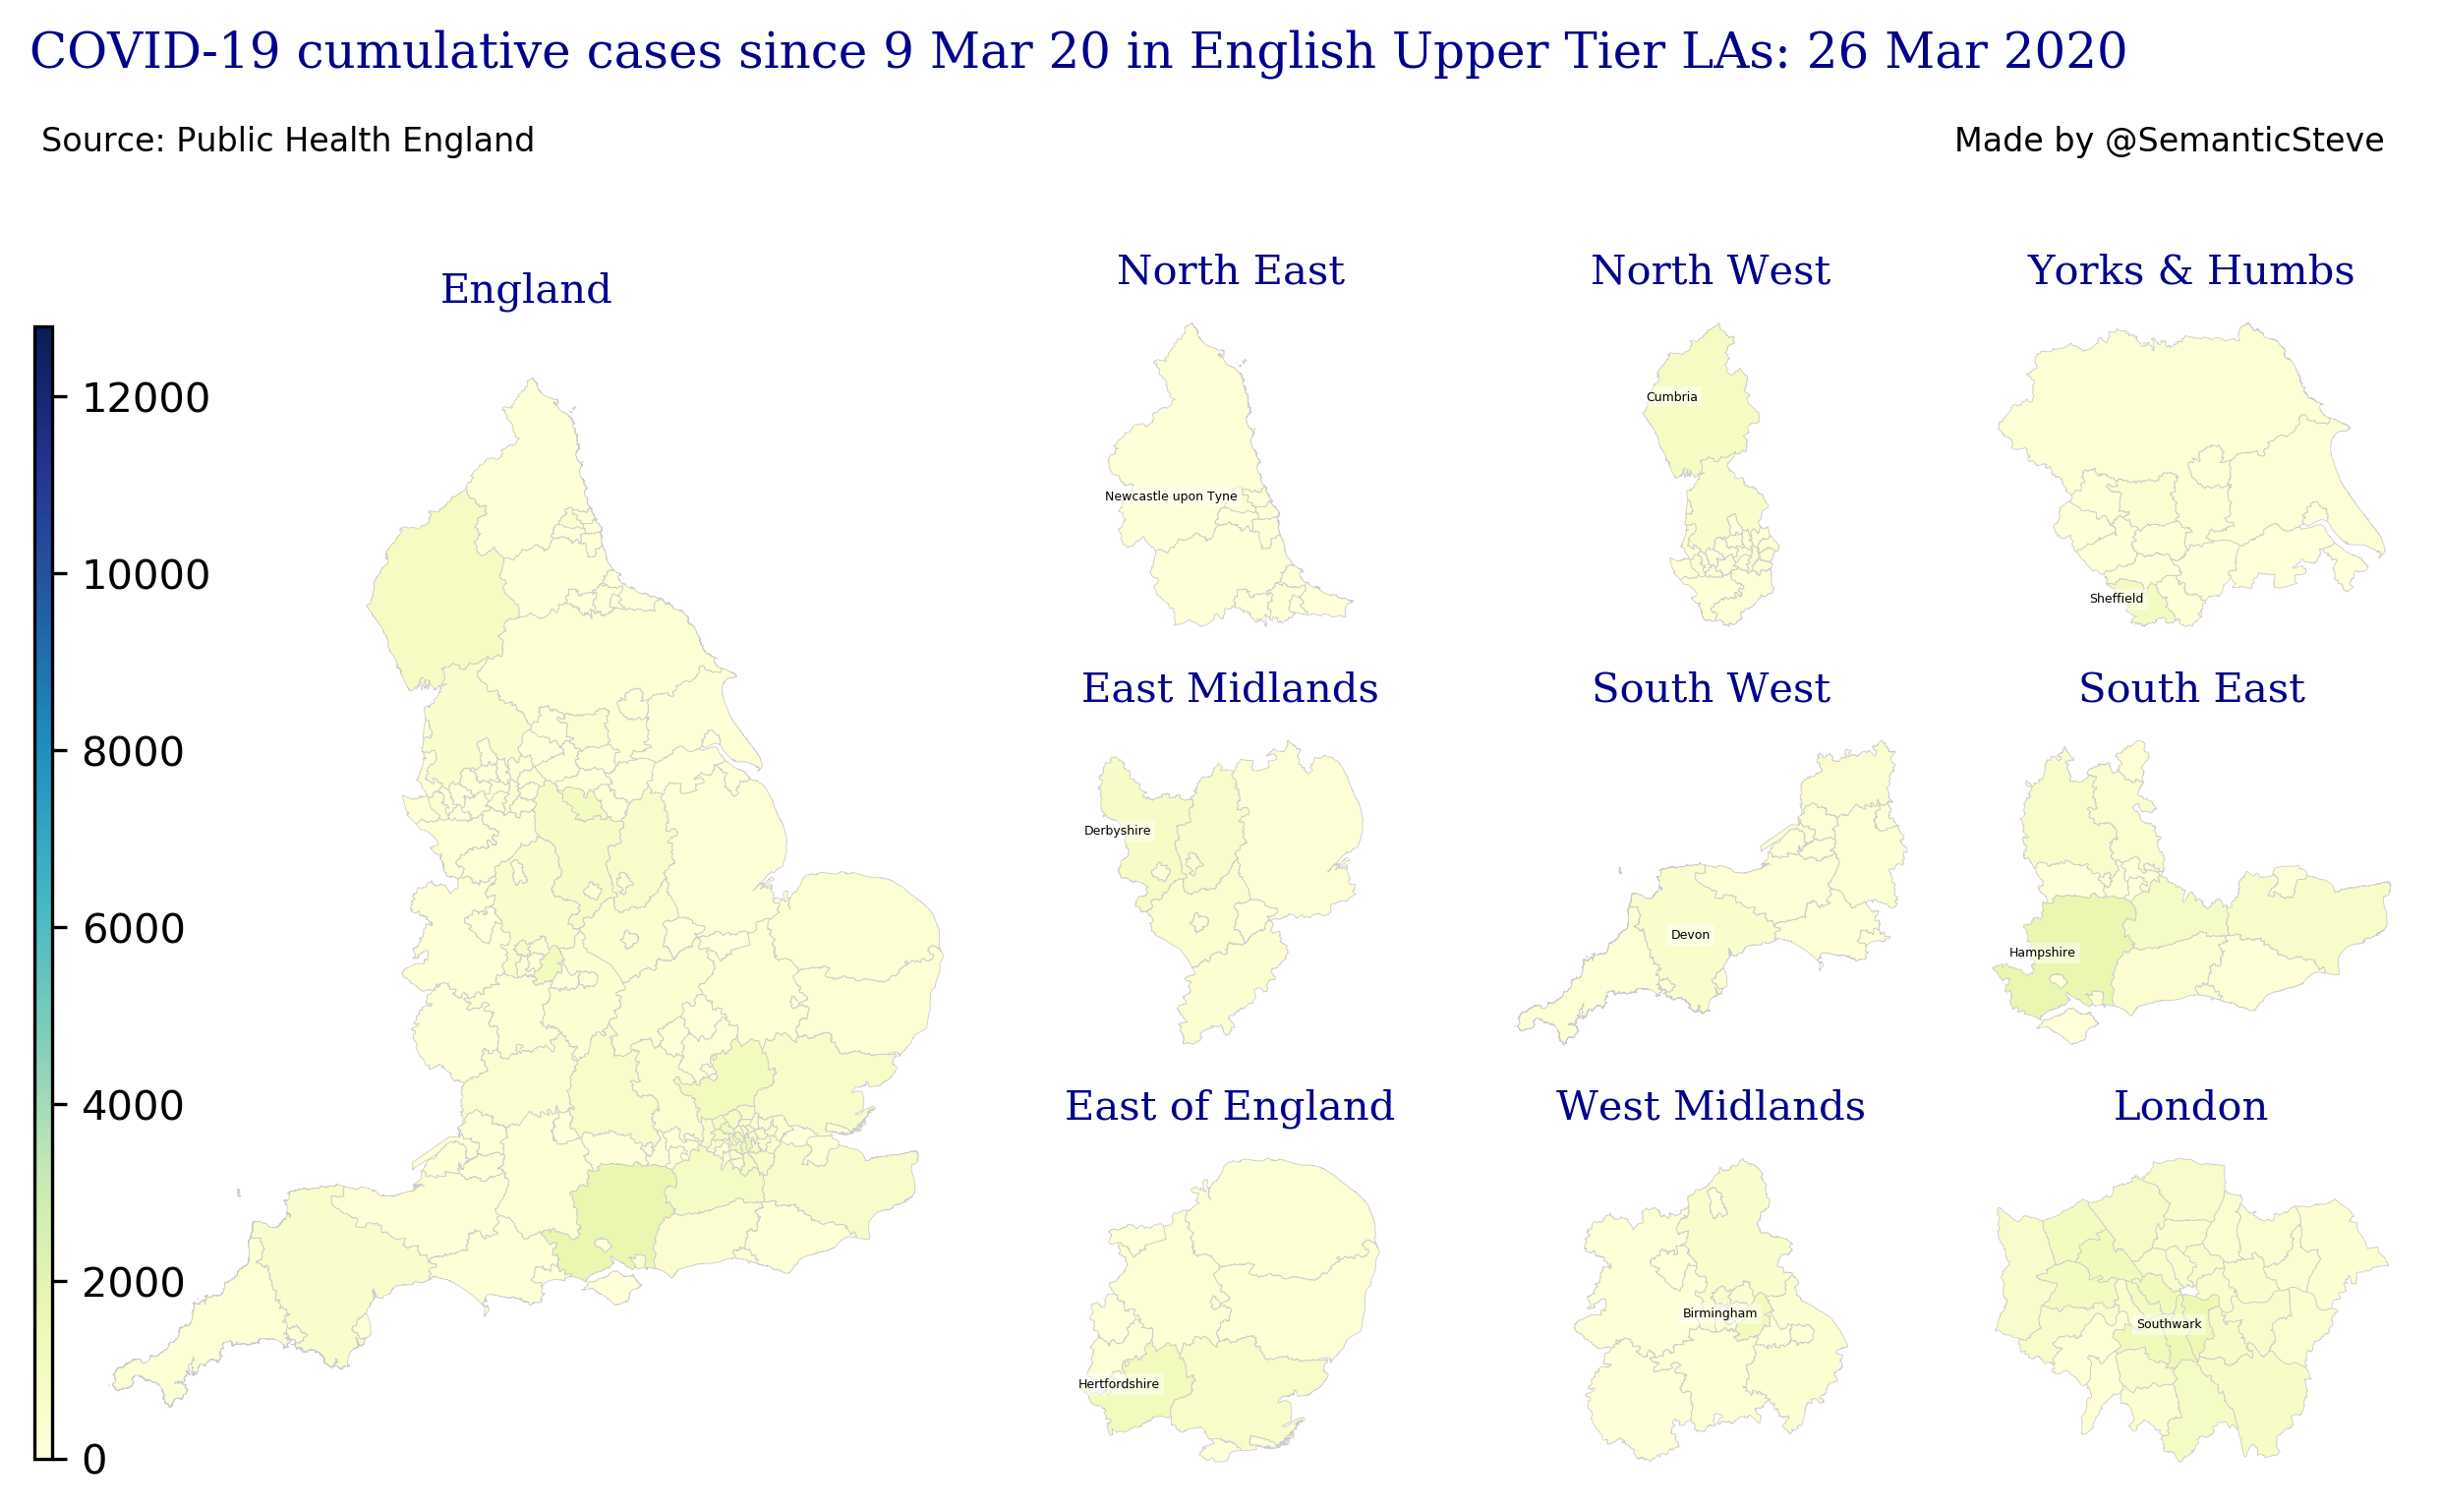 COVID-19 cumulative cases since 9 Mar 20 in English Upper Tier LAs: 26 Mar 2020
Source: Public Health England
Made by @SemanticSteve
England
12000
10000
8000
6000
4000
2000
0
North East
Newcastle upon Tyne
North West
Cumbria
Yorks & Humbs
Sheffield
East Midlands
Derbyshire
South West
Devon
South East
Hampshire
East of England
Hertfordshire
West Midlands
Birmingham
London
Southwark